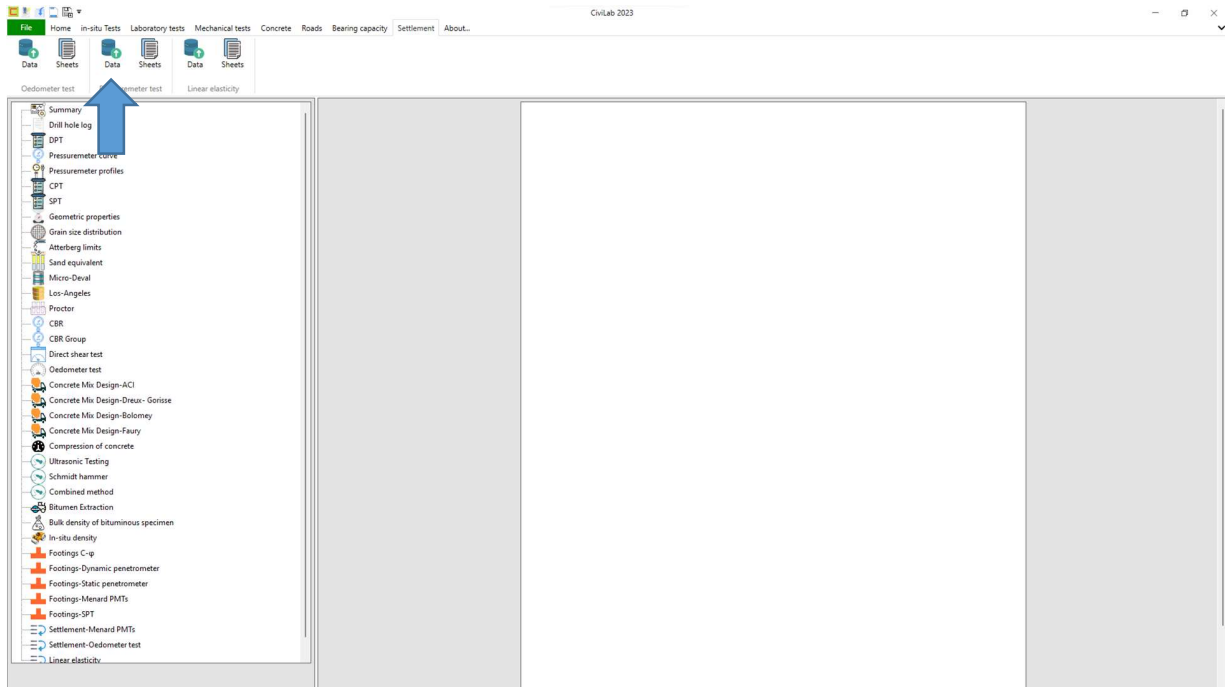 CiviLab 2023
File Home in-situ Tests Laboratory tests Mechanical tests Concrete Roads Bearing capacity Settlement About...
Data Sheets Data Sheets Data Sheets
Oedometer test meter test Linear elasticity
Summary
Drill hole log
DPT
Pressuremeter curve
Pressuremeter profiles
CPT
SPT
Geometric properties
Grain size distribution
Atterberg limits
Sand equivalent
Micro-Deval
Los-Angeles
Proctor
CBR
CBR Group
Direct shear test
Oedometer test
Concrete Mix Design-ACI
Concrete Mix Design-Dreux- Gorisse
Concrete Mix Design-Bolomey
Concrete Mix Design-Faury
Compression of concrete
Ultrasonic Testing
Schmidt hammer
Combined method
Bitumen Extraction
Bulk density of bituminous specimen
In-situ density
Footings C-φ
Footings-Dynamic penetrometer
Footings-Static penetrometer
Footings-Menard PMTs
Footings-SPT
Settlement-Menard PMTs
Settlement-Oedometer test
Linear elasticity